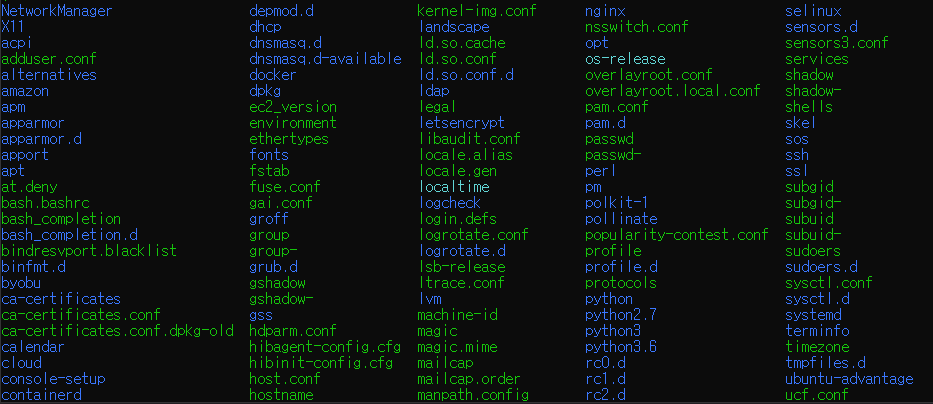 NetworkManager depmod.d kernel-img.conf nginx selinux
X11 dhcp landscape nsswitch.conf sensors.d
acpi dnsmasq.d ld.so.cache opt sensors3.conf
adduser.conf dnsmasq.d-available ld.so.conf os-release services
alternatives docker ld.so.conf.d overlayroot.conf shadow
amazon dpkg ldap overlayroot.local.conf shadow-
apm ec2_version legal pam.conf shells
apparmor environment letsencrypt pam.d skel
apparmor.d ethertypes libaudit.conf passwd sos
apport fonts locale.alias passwd- ssh
apt fstab locale.gen perl ssl
at.deny fuse.conf localtime pm subgid
bash.bashrc gai.conf logcheck polkit-1 subgid-
bash_completion groff login.defs pollinate subuid
bash_completion.d group logrotate.conf popularity-contest.conf subuid-
bindresvport.blacklist group- logrotate.d profile sudoers
binfmt.d grub.d lsb-release profile.d sudoers.d
byobu gshadow ltrace.conf protocols sysctl.conf
ca-certificates gshadow- lvm python sysctl.d
ca-certificates.conf gss machine-id python2.7 systemd
ca-certificates.conf.dpkg-old hdparm.conf magic python3 terminfo
calendar hibagent-config.cfg magic.mime python3.6 timezone
cloud hibinit-config.cfg mailcap rc0.d tmpfiles.d
console-setup host.conf mailcap.order rc1.d ubuntu-advantage
containerd hostname manpath.config rc2.d ucf.conf